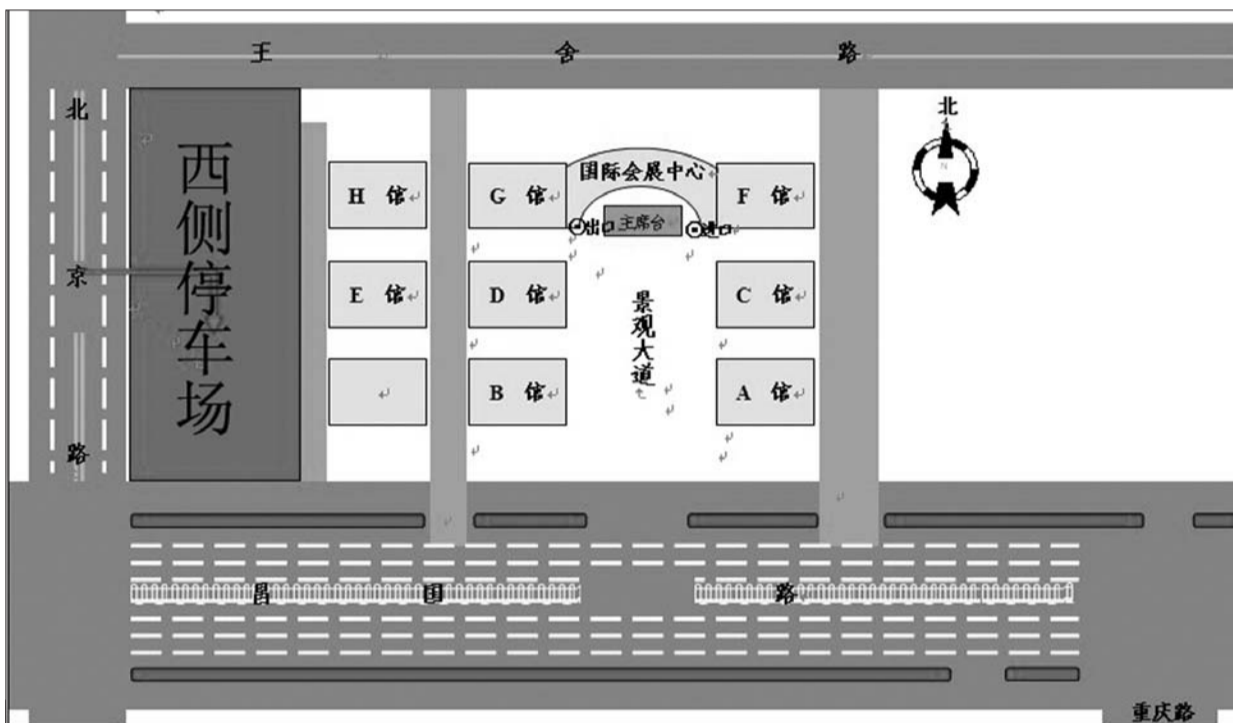 王舍路
北京路
西侧停车场
北
N
国际会展中心
H 馆
G 馆
F 馆
出口
主席台
进口
E 馆
D 馆
C 馆
景观大道
B 馆
A 馆
昌国路
重庆路